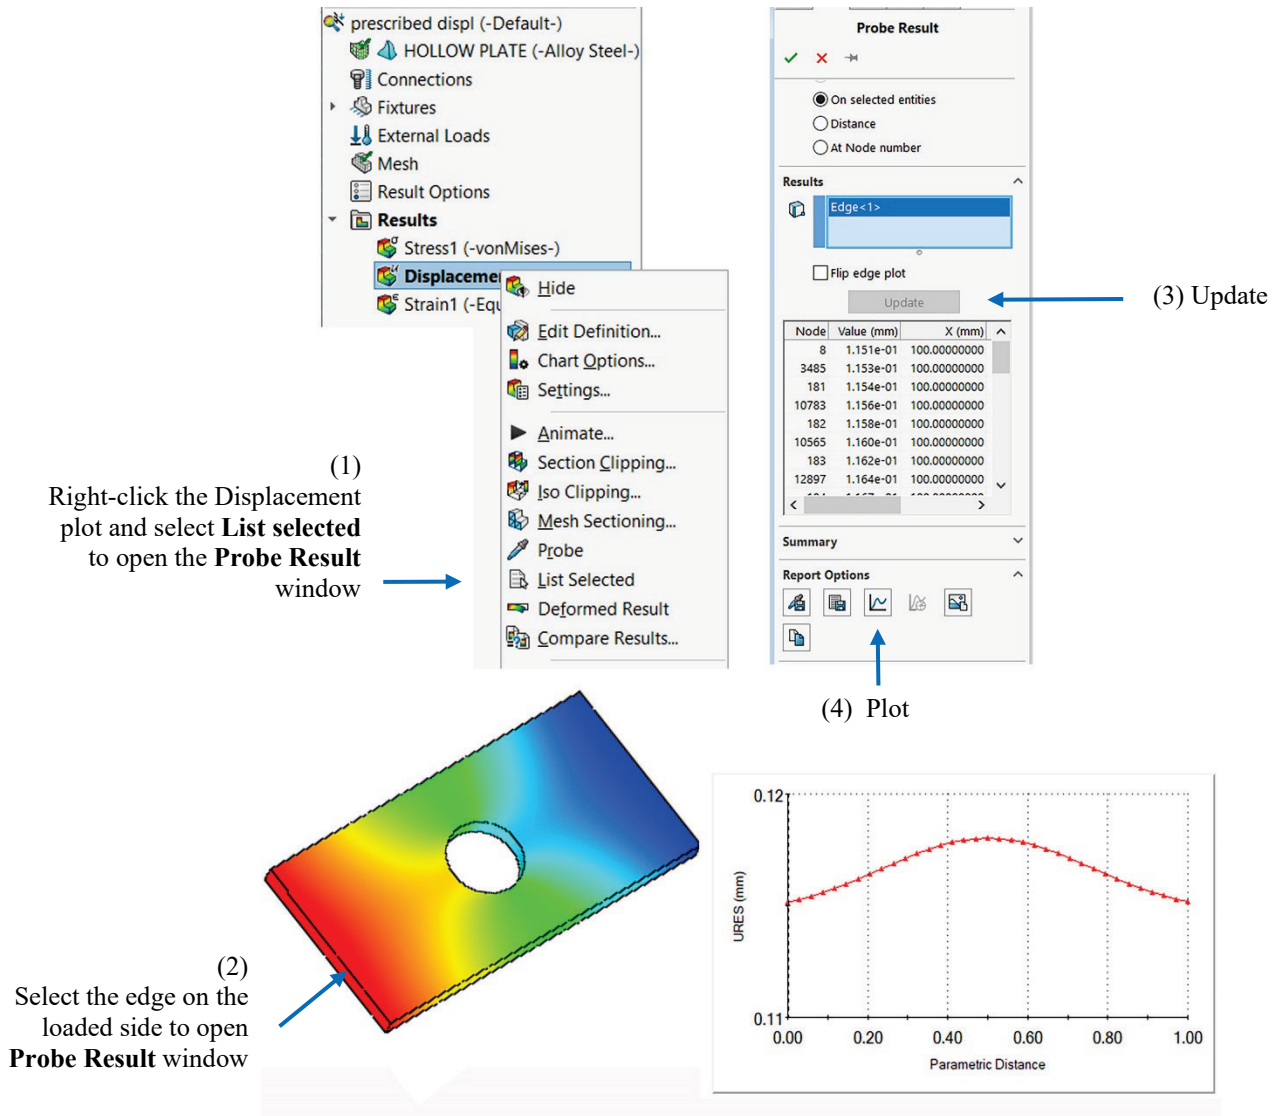 prescribed displ (-Default-)
HOLLOW PLATE (-Alloy Steel-)
Connections
Fixtures
External Loads
Mesh
Result Options
Results
Stress1 (-vonMises-)
Displaceme
Strain1 (-Equ
Hide
Edit Definition...
Chart Options...
Settings...
Animate...
Section Clipping...
Iso Clipping...
Mesh Sectioning...
Probe
List Selected
Deformed Result
Compare Results...
(1)
Right-click the Displacement
plot and select List selected
to open the Probe Result
window
Probe Result
On selected entities
Distance
At Node number
Results
Edge<1>
Flip edge plot
Update
(3) Update
Node Value (mm) X (mm)
8 1.151e-01 100.00000000
3485 1.153e-01 100.00000000
181 1.154e-01 100.00000000
10783 1.156e-01 100.00000000
182 1.158e-01 100.00000000
10565 1.160e-01 100.00000000
183 1.162e-01 100.00000000
12897 1.164e-01 100.00000000
Summary
Report Options
(4) Plot
(2)
Select the edge on the
loaded side to open
Probe Result window
0.12
0.11
URES (mm)
0.00 0.20 0.40 0.60 0.80 1.00
Parametric Distance